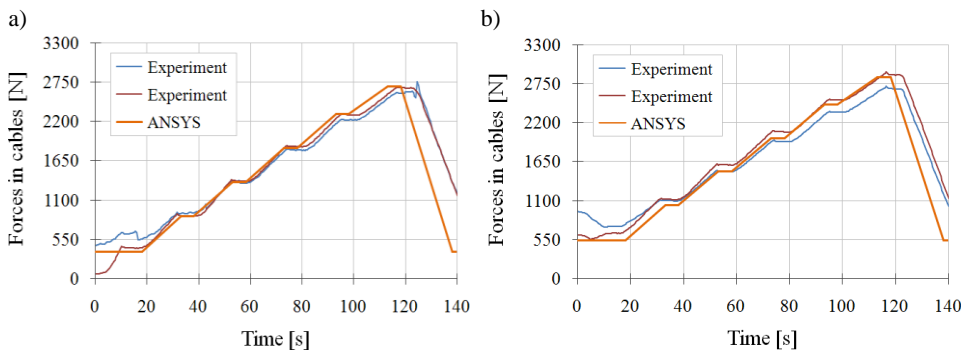 a)
Forces in cables [N]
3300
2750
2200
1650
1100
550
0
Experiment
Experiment
ANSYS
0 20 40 60 80 100 120 140
Time [s]
b)
Forces in cables [N]
3300
2750
2200
1650
1100
550
0
Experiment
Experiment
ANSYS
0 20 40 60 80 100 120 140
Time [s]